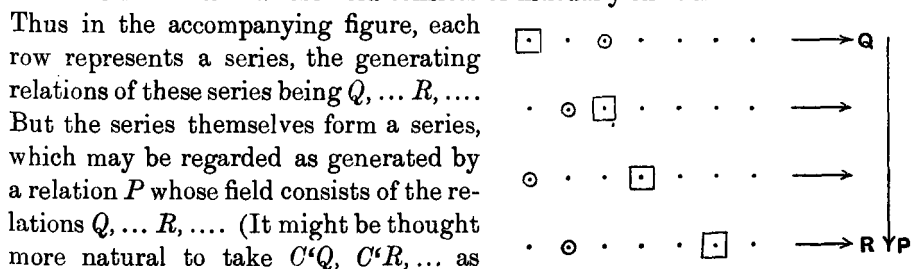 Thus in the accompanying figure, each
row represents a series, the generating
relations of these series being Q, ... R, ....
But the series themselves form a series,
which may be regarded as generated by
a relation P whose field consists of the re-
lations Q, ... R, .... (It might be thought
more natural to take C‘Q, C‘R, ... as
Q
R P